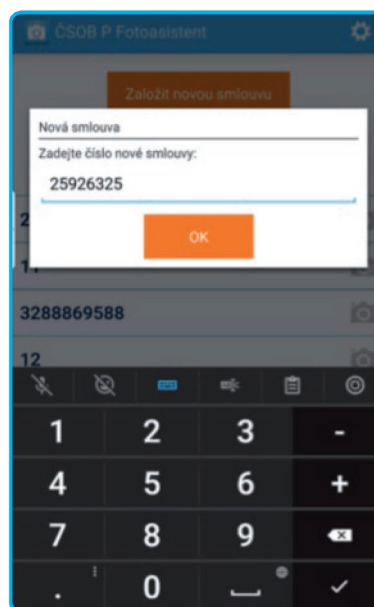 ČSOB P Fotoasistent
Založit novou smlouvu
Nová smlouva
Zadejte číslo nové smlouvy:
25926325
OK
2
11
3288869588
12
1 2 3 -
4 5 6 +
7 8 9
. 0